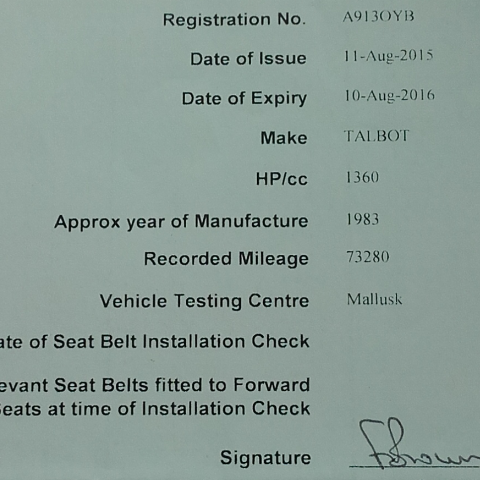 Registration No. A913OYB
Date of Issue 11-Aug-2015
Date of Expiry 10-Aug-2016
Make TALBOT
HP/cc 1360
Approx year of Manufacture 1983
Recorded Mileage 73280
Vehicle Testing Centre Mallusk
ate of Seat Belt Installation Check
evant Seat Belts fitted to Forward
Seats at time of Installation Check
Signature